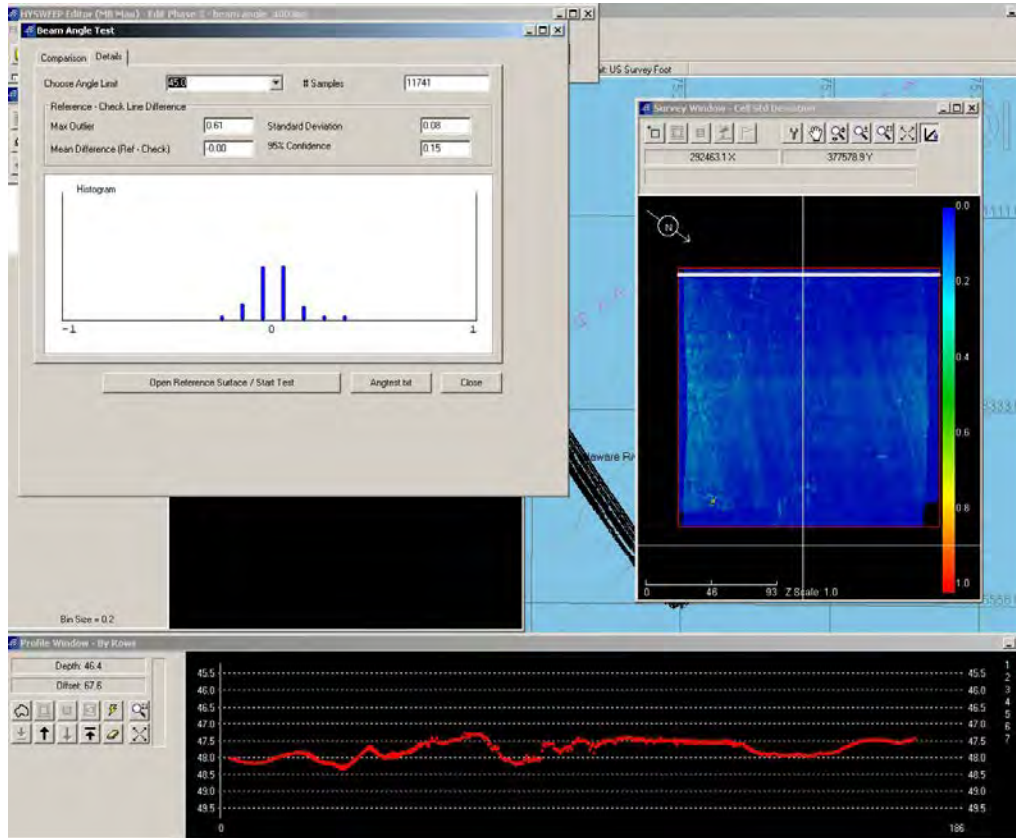 HYSWEEP Editor (MB Max) - Edit Phase
Beam Angle Test
Comparison Details
Choose Angle Limit 45.0 # Samples 11741
Reference - Check Line Difference
Max Outlier 0.61 Standard Deviation 0.08
Mean Difference (Ref - Check) -0.00 95% Confidence 0.15
Histogram
-1 0 1
Open Reference Surface / Start Test Angtest.txt Close
US Survey Foot
Survey Window - Cell Std Deviation
292463.1 X 377578.9 Y
N
0.0
0.2
0.4
0.6
0.8
1.0
0 46 93 Z Scale 1.0
Bin Size = 0.2
Profile Window - By Rows
Depth: 46.4
Offset: 67.6
45.5 45.5 1
46.0 46.0 2
46.5 46.5 3
47.0 47.0 4
47.5 47.5 5
48.0 48.0 6
48.5 48.5 7
49.0 49.0
49.5 49.5
0 186